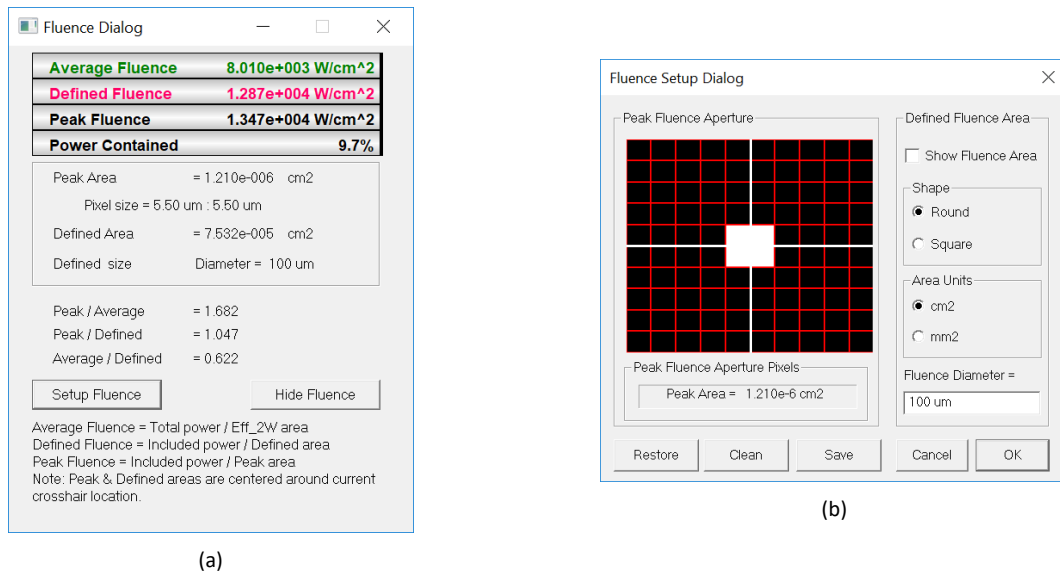 Fluence Dialog
Average Fluence 8.010e+003 W/cm^2
Defined Fluence 1.287e+004 W/cm^2
Peak Fluence 1.347e+004 W/cm^2
Power Contained 9.7%
Peak Area = 1.210e-006 cm2
Pixel size = 5.50 um : 5.50 um
Defined Area = 7.532e-005 cm2
Defined size Diameter = 100 um
Peak / Average = 1.682
Peak / Defined = 1.047
Average / Defined = 0.622
Setup Fluence Hide Fluence
Average Fluence = Total power / Eff_2W area
Defined Fluence = Included power / Defined area
Peak Fluence = Included power / Peak area
Note: Peak & Defined areas are centered around current
crosshair location.
(a)
Fluence Setup Dialog
Peak Fluence Aperture
Peak Fluence Aperture Pixels
Peak Area = 1.210e-6 cm2
Defined Fluence Area
Show Fluence Area
Shape
Round
Square
Area Units
cm2
mm2
Fluence Diameter =
100 um
Restore Clean Save Cancel OK
(b)